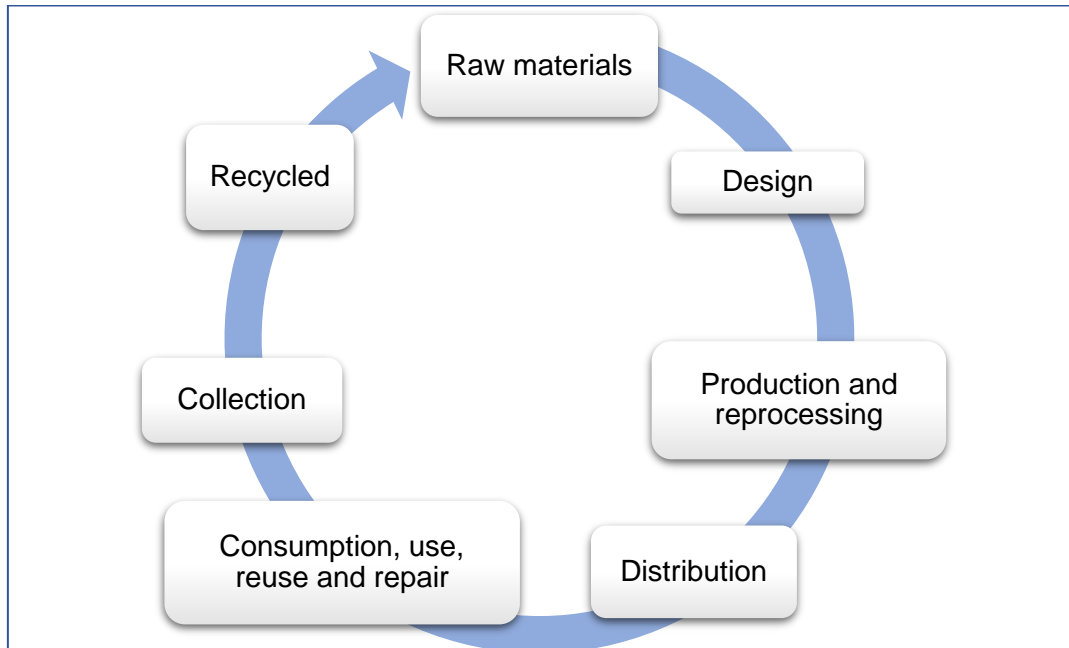 Raw materials
Design
Production and
reprocessing
Distribution
Consumption, use,
reuse and repair
Collection
Recycled